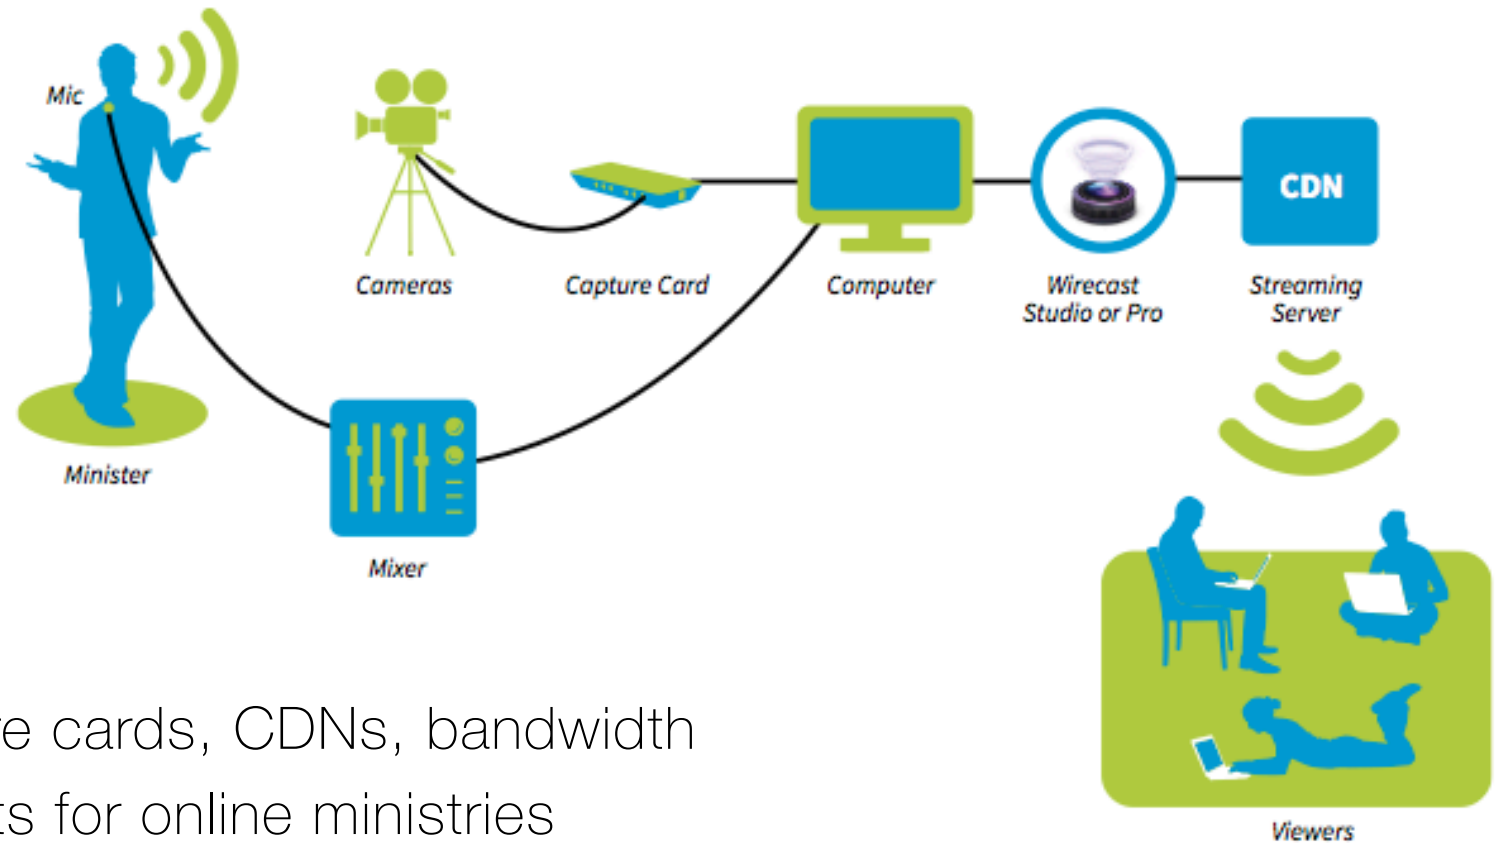 Mic
Cameras
Capture Card
Computer
Wirecast
Studio or Pro
CDN
Streaming
Server
Minister
Mixer
cards, CDNs, bandwidth
for online ministries
Viewers